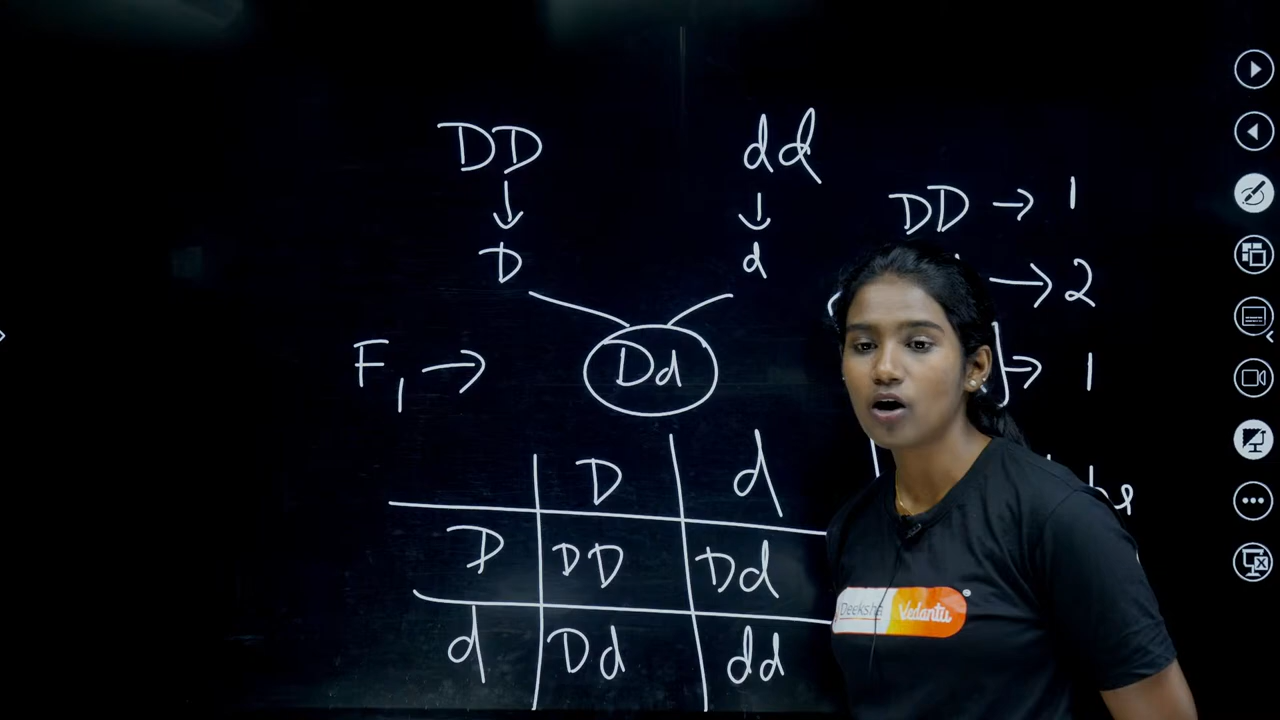 DD dd
D d
F1 → Dd
D d
D DD Dd
d Dd dd
DD → 1
→ 2
→ 1
Deeksha Vedantu